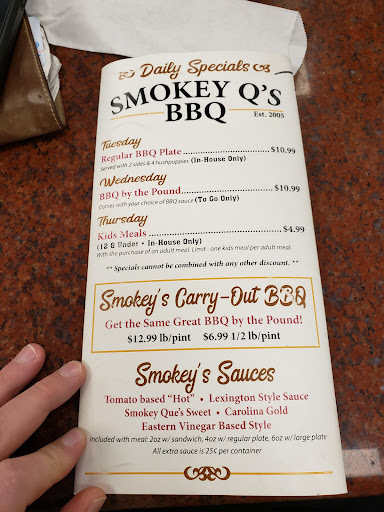 Daily Specials
SMOKEY Q'S
BBQ
Est. 2005
Tuesday
Regular BBQ Plate.....................................$10.99
Served with 2 sides & 4 hushpuppies (In-House Only)
Wednesday
BBQ by the Pound.....................................$10.99
Comes with your choice of BBQ sauce (To Go Only)
Thursday
Kids Meals.....................................$4.99
(12 & Under • In-House Only)
With the purchase of an adult meal. Limit - one kids meal per adult meal.
** Specials cannot be combined with any other discount. **
Smokey's Carry-Out BBQ
Get the Same Great BBQ by the Pound!
$12.99 lb/pint $6.99 1/2 lb/pint
Smokey's Sauces
Tomato based "Hot" • Lexington Style Sauce
Smokey Que's Sweet • Carolina Gold
Eastern Vinegar Based Style
Included with meal: 2oz w/ sandwich, 4oz w/ regular plate, 6oz w/ large plate
All extra sauce is 25¢ per container